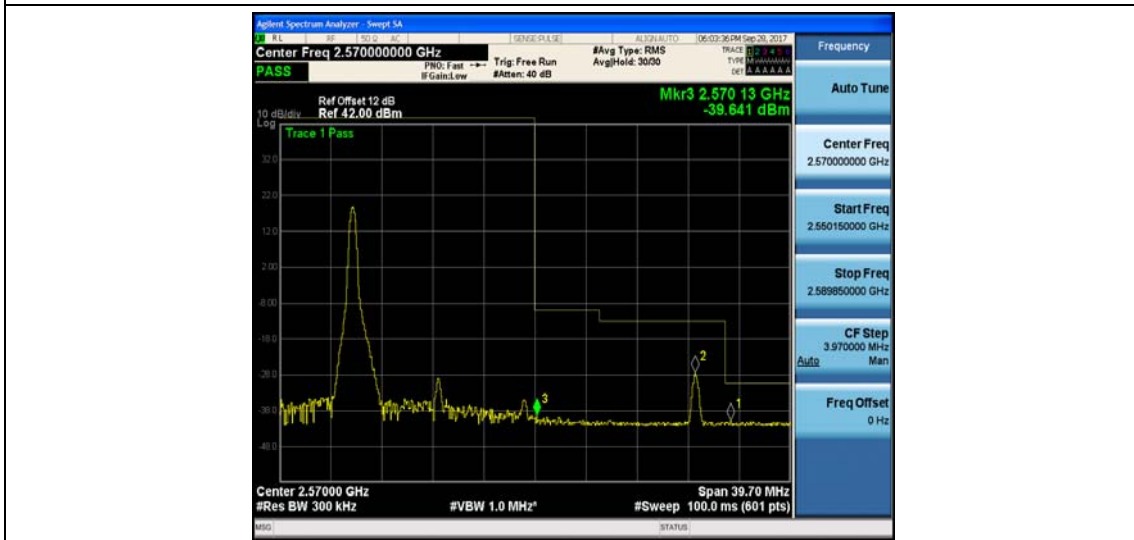 Agilent Spectrum Analyzer - Swept SA
RL RF 50 Ω AC SENSE:PULSE ALIGN AUTO 06:03:36 PM Sep 20, 2017
Center Freq 2.570000000 GHz
PASS
PNO: Fast
IFGain:Low
Trig: Free Run
#Atten: 40 dB
#Avg Type: RMS
Avg|Hold: 30/30
TRACE 1 2 3 4 5 6
TYPE
DET A A A A A A
Mkr3 2.570 13 GHz
-39.641 dBm
Ref Offset 12 dB
Ref 42.00 dBm
10 dB/div
Log
Trace 1 Pass
32.0
22.0
12.0
2.00
-8.00
-18.0
-28.0
-38.0
-48.0
2
3
1
Center 2.57000 GHz
#Res BW 300 kHz
#VBW 1.0 MHz*
Span 39.70 MHz
#Sweep 100.0 ms (601 pts)
MSG
STATUS
Frequency
Auto Tune
Center Freq
2.570000000 GHz
Start Freq
2.550150000 GHz
Stop Freq
2.589850000 GHz
CF Step
3.970000 MHz
Auto Man
Freq Offset
0 Hz